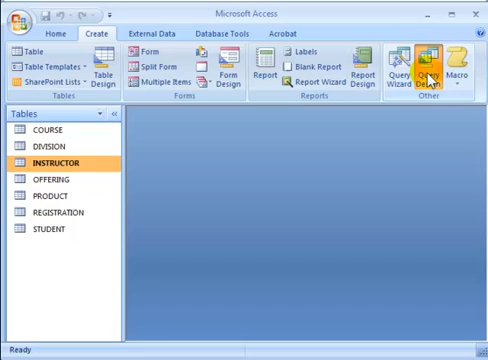 Microsoft Access
Home Create External Data Database Tools Acrobat
Table
Table Templates
SharePoint Lists
Table Design
Tables
Form
Split Form
Multiple Items
Form Design
Forms
Report
Labels
Blank Report
Report Wizard
Report Design
Reports
Query Wizard
Query Design
Macro
Other
Tables
COURSE
DIVISION
INSTRUCTOR
OFFERING
PRODUCT
REGISTRATION
STUDENT
Ready